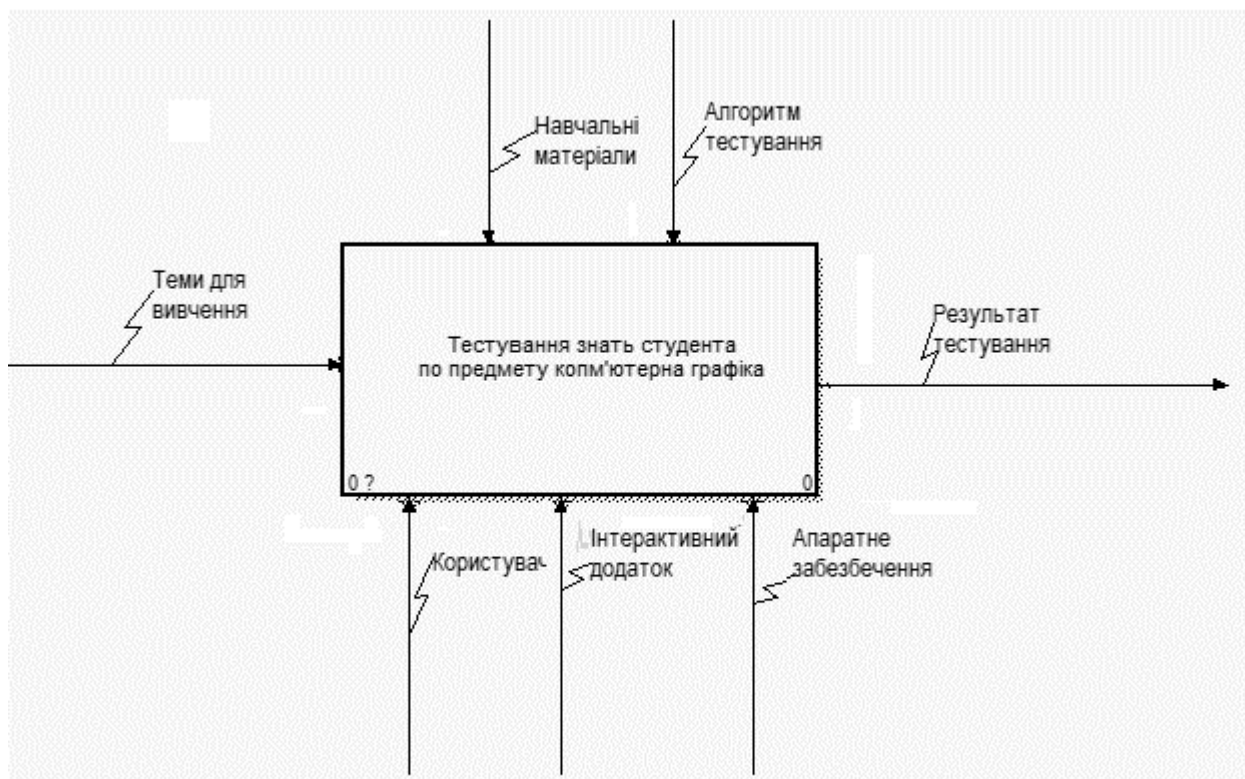 Навчальні
матеріали
Алгоритм
тестування
Теми для
вивчення
Тестування знать студента
по предмету копм'ютерна графіка
Результат
тестування
0 ?
0
Користувач
Інтерактивний
додаток
Апаратне
забезбечення